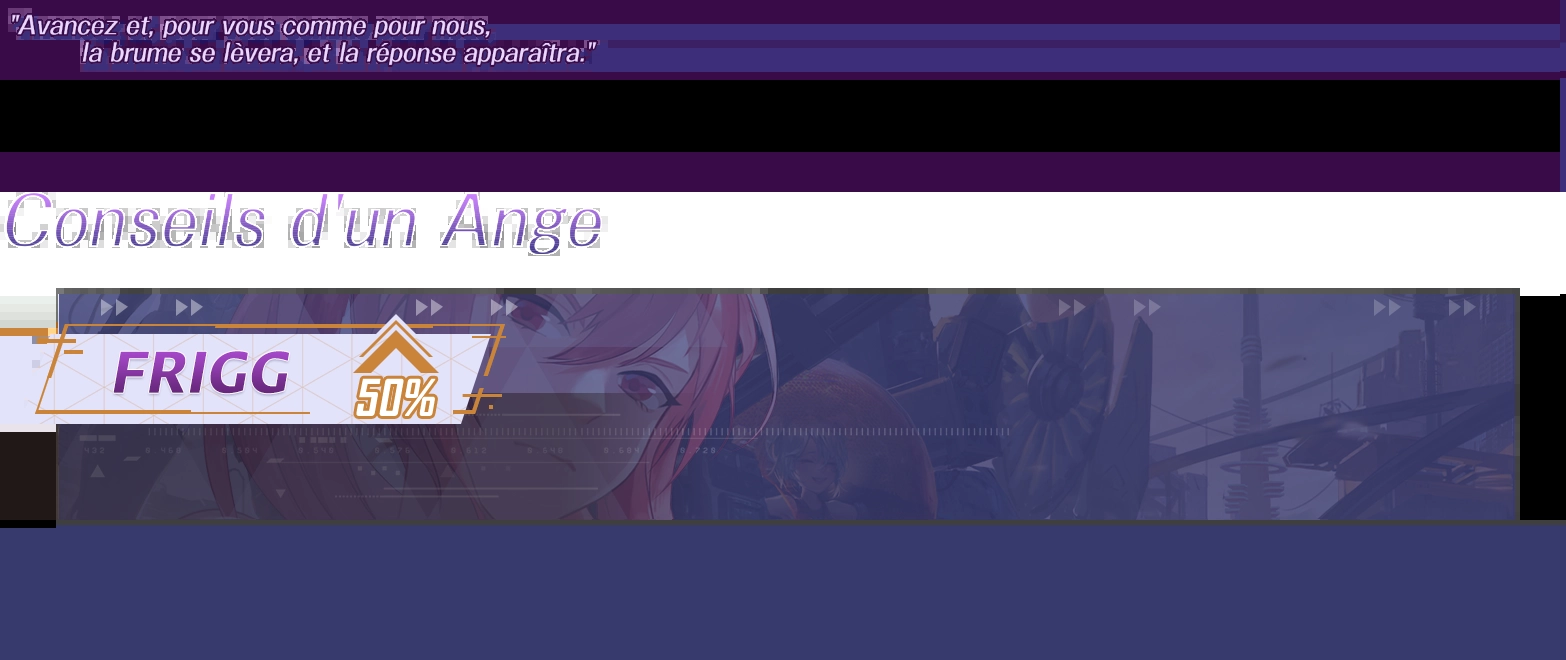 "Avancez et, pour vous comme pour nous,
la brume se lèvera, et la réponse apparaîtra."
Conseils d'un Ange
FRIGG
50%